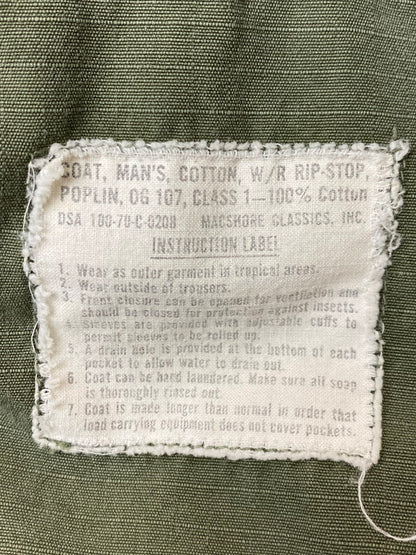 COAT, MAN'S, COTTON, W/R RIP-STOP,
POPLIN, OG 107, CLASS 1—100% Cotton
DSA 100-70-C-0208 MACSHORE CLASSICS, INC.
INSTRUCTION LABEL
1. Wear as outer garment in tropical areas.
2. Wear outside of trousers.
3. Front closure can be opened for ventilation and
should be closed for protection against insects.
4. Sleeves are provided with adjustable cuffs to
permit sleeves to be rolled up.
5. A drain hole is provided at the bottom of each
pocket to allow water to drain out.
6. Coat can be hand laundered. Make sure all soap
is thoroughly rinsed out.
7. Coat is made longer than normal in order that
load carrying equipment does not cover pockets.